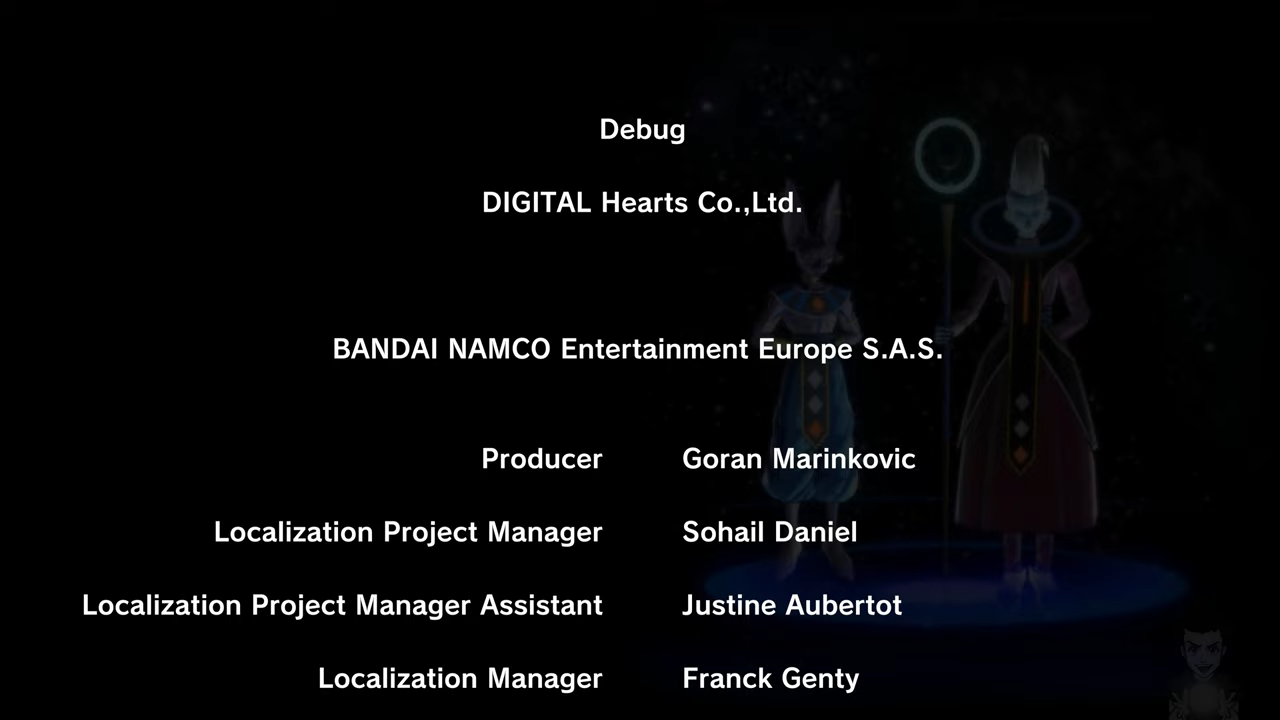 Debug
DIGITAL Hearts Co.,Ltd.
BANDAI NAMCO Entertainment Europe S.A.S.
Producer Goran Marinkovic
Localization Project Manager Sohail Daniel
Localization Project Manager Assistant Justine Aubertot
Localization Manager Franck Genty